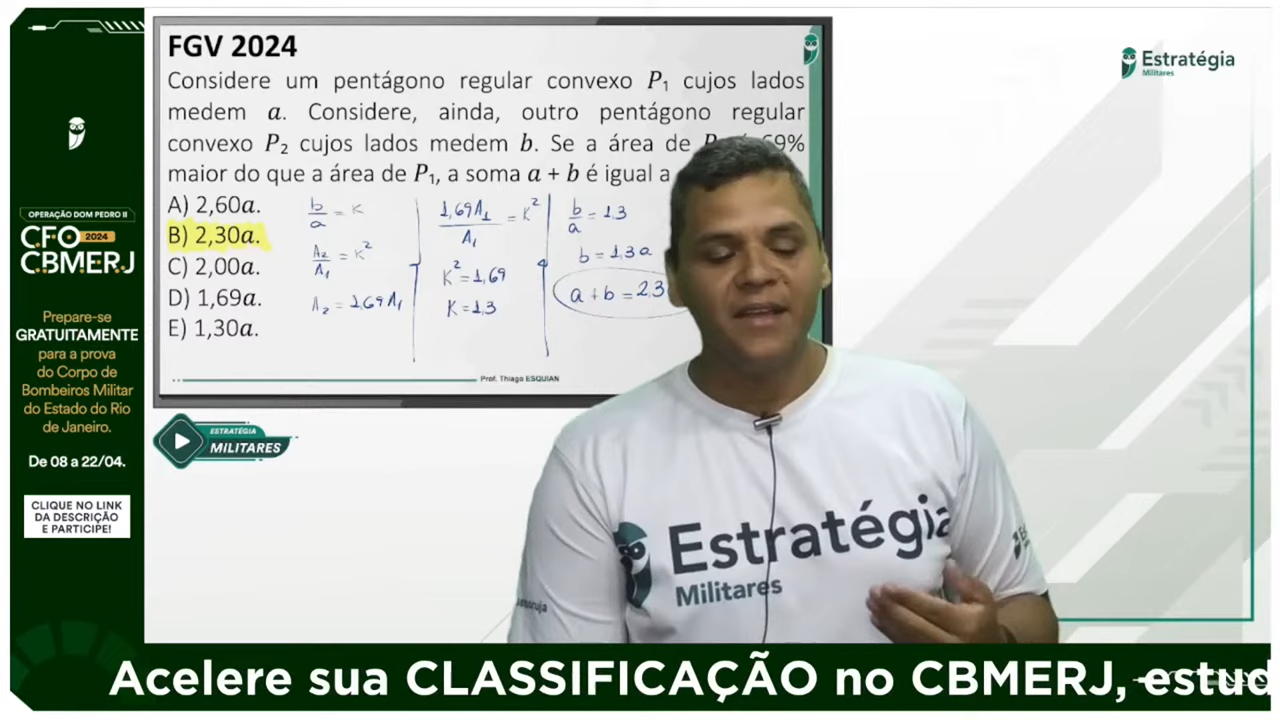 FGV 2024
Considere um pentágono regular convexo P₁ cujos lados
medem a. Considere, ainda, outro pentágono regular
convexo P₂ cujos lados medem b. Se a área de 69%
maior do que a área de P₁, a soma a + b é igual a
A) 2,60a.
B) 2,30a.
C) 2,00a.
D) 1,69a.
E) 1,30a.
b/a = K
A₂/A₁ = K²
A₂ = 1,69A₁
1,69A₁/A₁ = K²
K² = 1,69
K = 1,3
b/a = 1,3
b = 1,3a
a + b = 2,3
Prof. Thiago ESQUIAN
ESTRATÉGIA
MILITARES
Estratégia
Militares
OPERAÇÃO DOM PEDRO II
CFO 2024
CBMERJ
Prepare-se
GRATUITAMENTE
para a prova
do Corpo de
Bombeiros Militar
do Estado do Rio
de Janeiro.
De 08 a 22/04.
CLIQUE NO LINK
DA DESCRIÇÃO
E PARTICIPE!
Estratégia
Militares
Acelere sua CLASSIFICAÇÃO no CBMERJ, estud